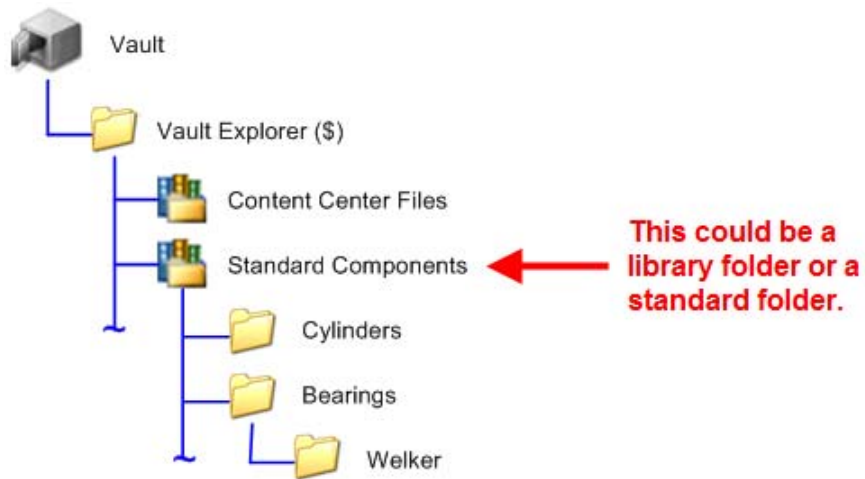 Vault
Vault Explorer ($)
Content Center Files
Standard Components
This could be a
library folder or a
standard folder.
Cylinders
Bearings
Welker